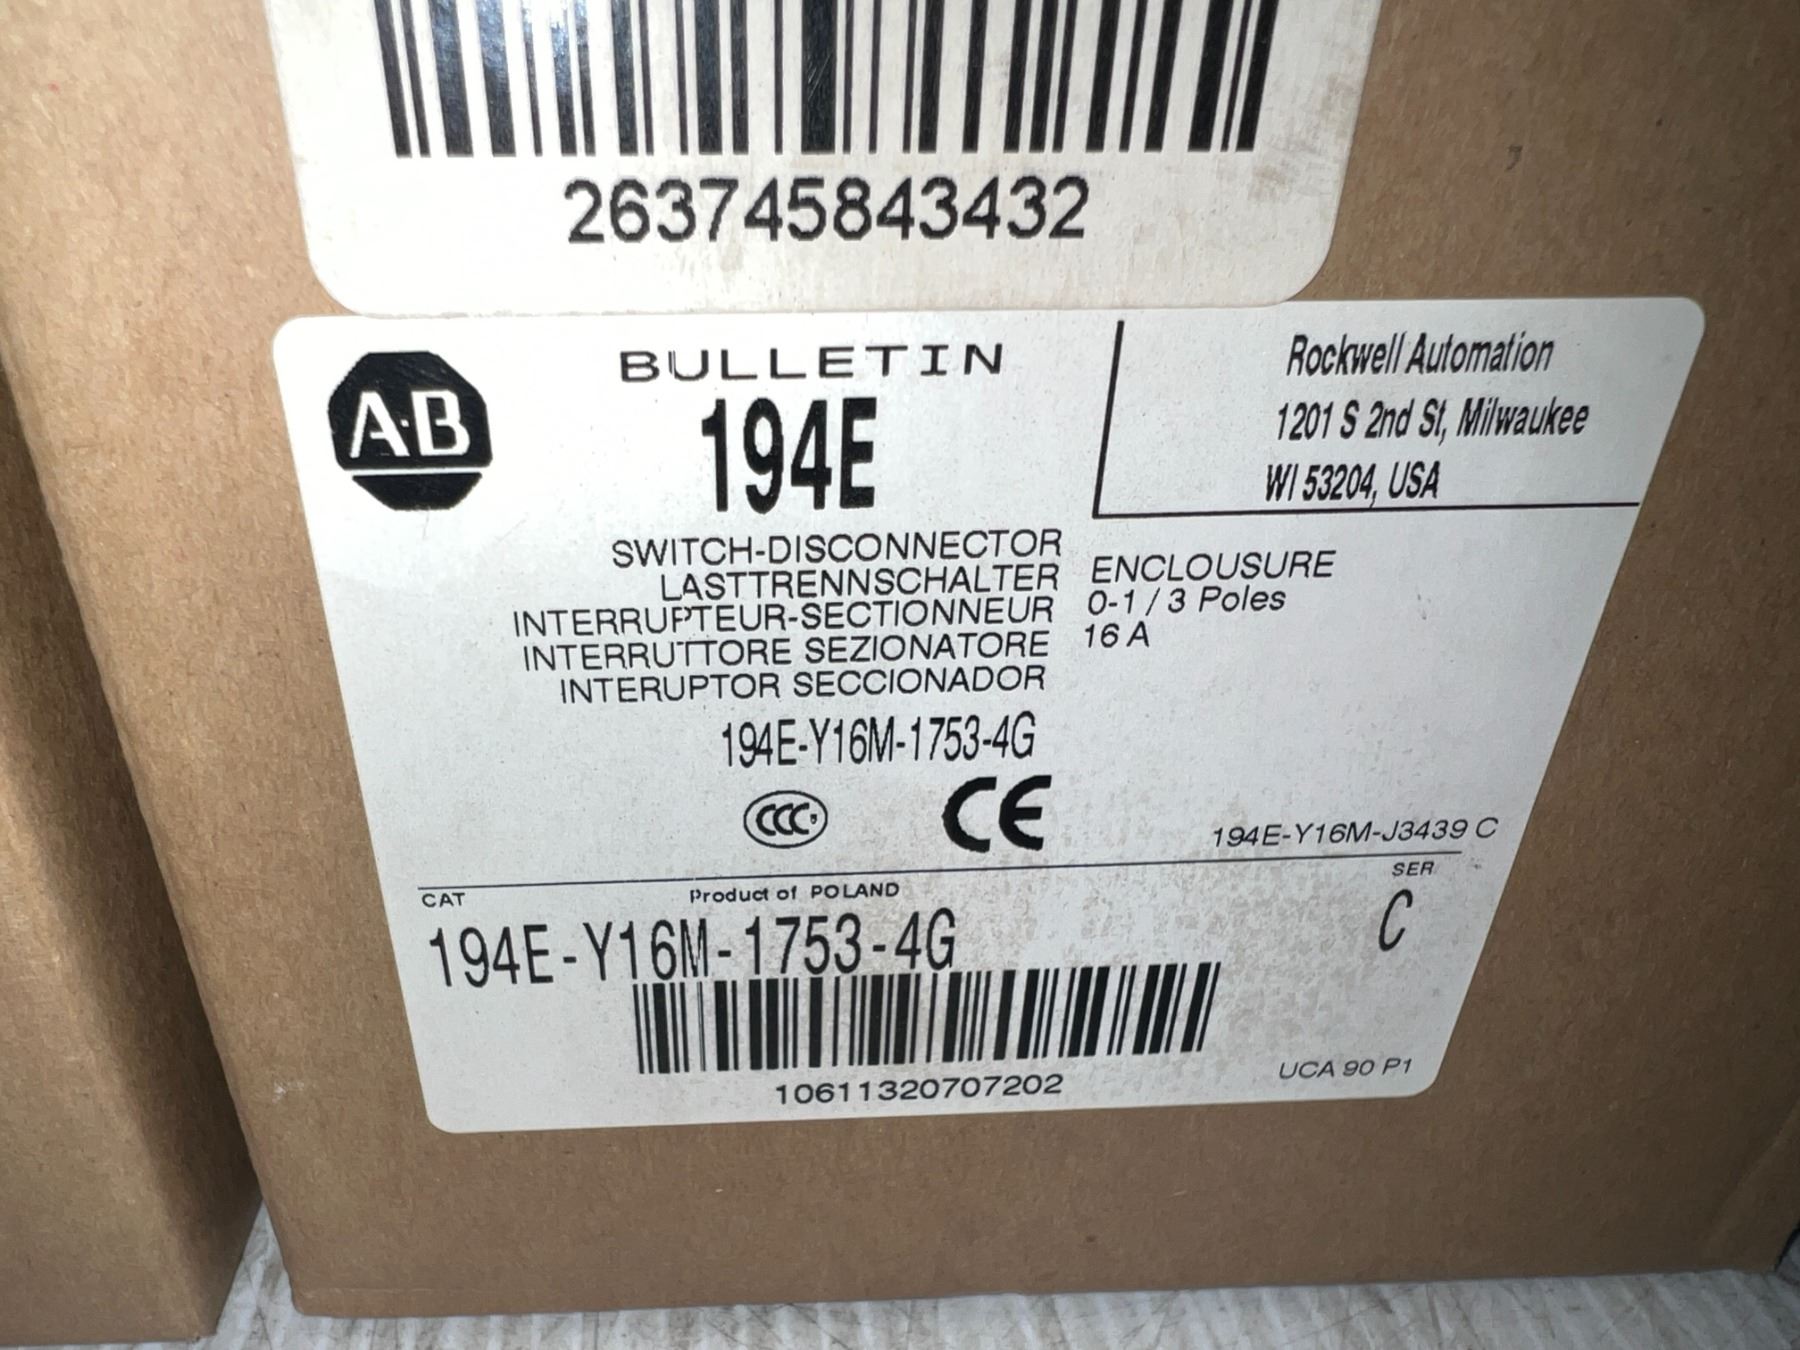 263745843432
A·B
BULLETIN
194E
Rockwell Automation
1201 S 2nd St, Milwaukee
WI 53204, USA
SWITCH-DISCONNECTOR
LASTTRENNSCHALTER
INTERRUPTEUR-SECTIONNEUR
INTERRUTTORE SEZIONATORE
INTERUPTOR SECCIONADOR
ENCLOUSURE
0-1 / 3 Poles
16 A
194E-Y16M-1753-4G
CCC
CE
194E-Y16M-J3439 C
CAT
Product of POLAND
SER
194E-Y16M-1753-4G
C
10611320707202
UCA 90 P1